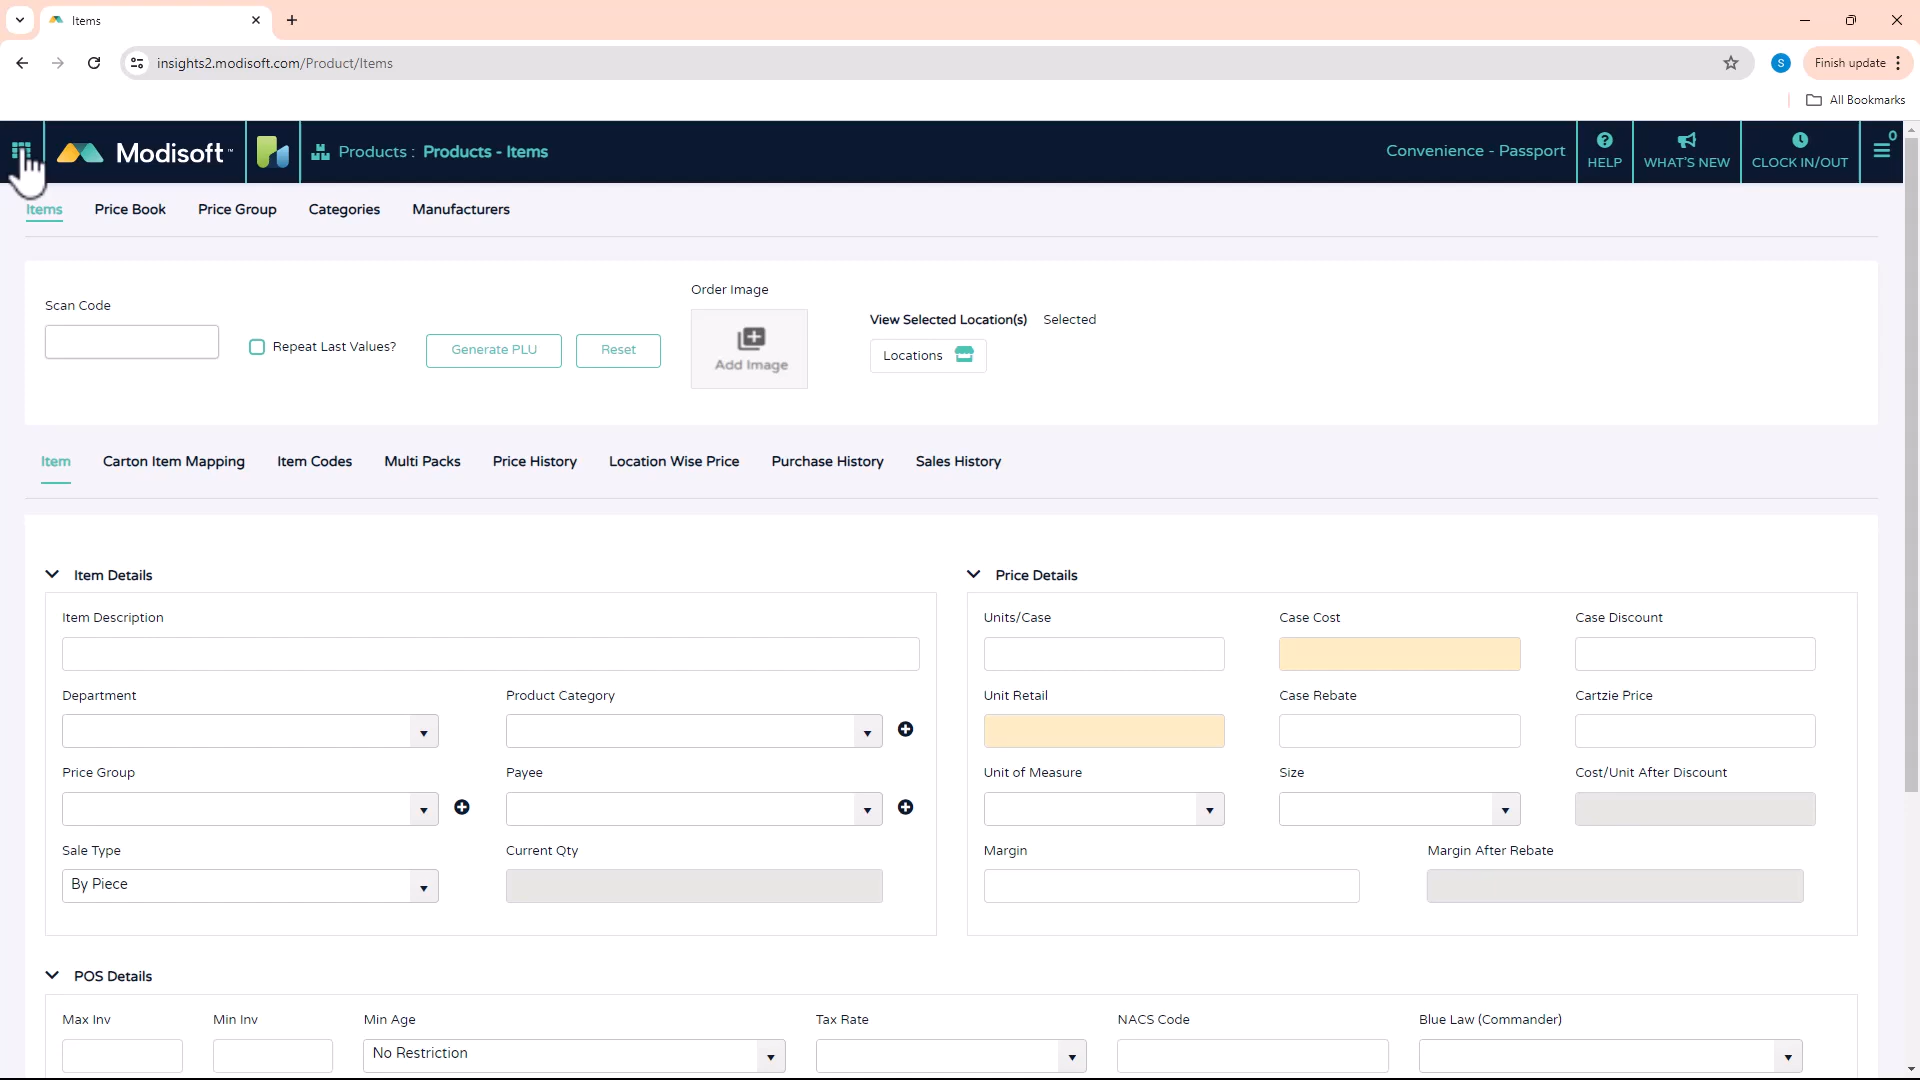 Items
insights2.modisoft.com/Product/Items
S
Finish update
All Bookmarks
Modisoft™
Products : Products - Items
Convenience - Passport
HELP
WHAT'S NEW
CLOCK IN/OUT
0
Items Price Book Price Group Categories Manufacturers
Order Image
Scan Code
View Selected Location(s) Selected
Repeat Last Values?
Generate PLU
Reset
Add Image
Locations
Item Carton Item Mapping Item Codes Multi Packs Price History Location Wise Price Purchase History Sales History
Item Details
Item Description
Department Product Category
Price Group Payee
Sale Type Current Qty
By Piece
Price Details
Units/Case Case Cost Case Discount
Unit Retail Case Rebate Cartzie Price
Unit of Measure Size Cost/Unit After Discount
Margin Margin After Rebate
POS Details
Max Inv Min Inv Min Age Tax Rate NACS Code Blue Law (Commander)
No Restriction